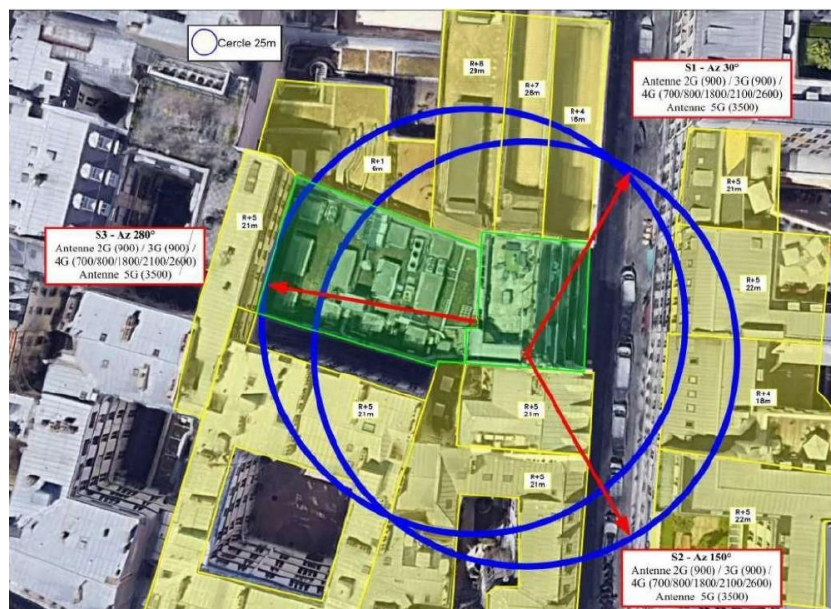 Cercle 25m
S1 - Az 30°
Antenne 2G (900) / 3G (900) /
4G (700/800/1800/2100/2600)
Antenne 5G (3500)
R+8
29m
R+7
26m
R+4
18m
R+1
6m
R+5
21m
R+5
21m
S3 - Az 280°
Antenne 2G (900) / 3G (900) /
4G (700/800/1800/2100/2600)
Antenne 5G (3500)
R+5
22m
R+5
21m
R+5
21m
R+4
18m
R+5
21m
R+5
22m
S2 - Az 150°
Antenne 2G (900) / 3G (900) /
4G (700/800/1800/2100/2600)
Antenne 5G (3500)